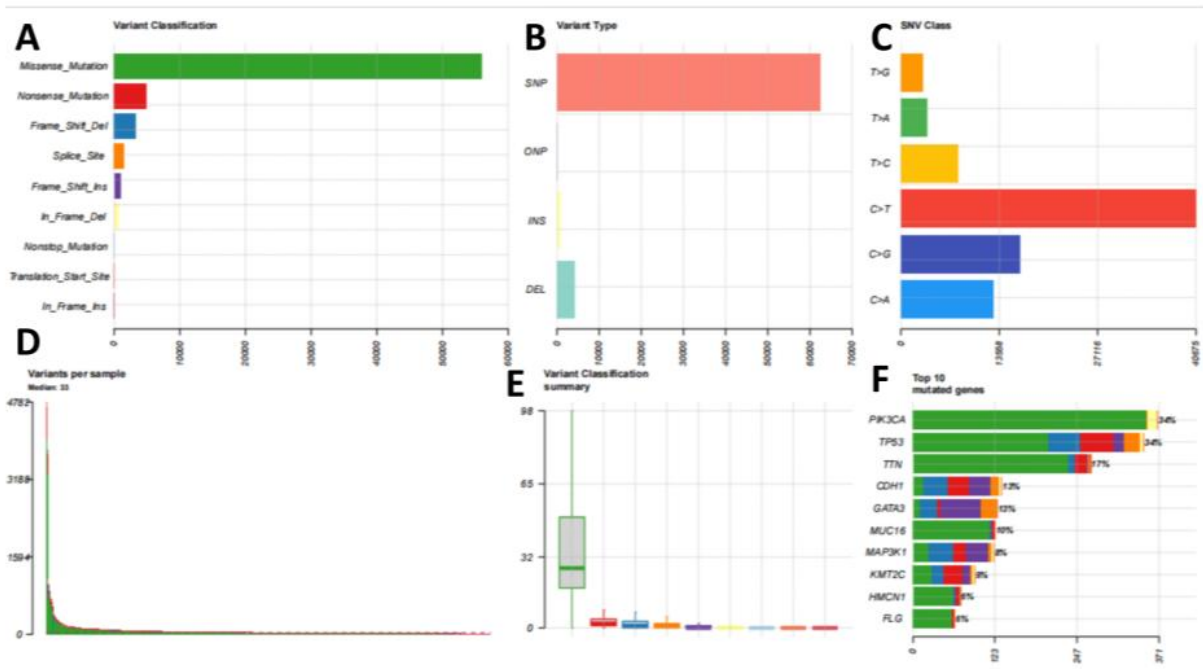 A
Variant Classification
Missense_Mutation
Nonsense_Mutation
Frame_Shift_Del
Splice_Site
Frame_Shift_Ins
In_Frame_Del
Nonstop_Mutation
Translation_Start_Site
In_Frame_Ins
0
10000
20000
30000
40000
50000
60000
B
Variant Type
SNP
ONP
INS
DEL
0
10000
20000
30000
40000
50000
60000
70000
C
SNV Class
T>G
T>A
T>C
C>T
C>G
C>A
0
13558
27116
40675
D
Variants per sample
Median: 33
4782
3188
1594
0
E
Variant Classification
summary
98
65
32
0
F
Top 10
mutated genes
PIK3CA 34%
TP53 34%
TTN 17%
CDH1 13%
GATA3 13%
MUC16 10%
MAP3K1 8%
KMT2C 8%
HMCN1 6%
FLG 6%
0
123
247
371